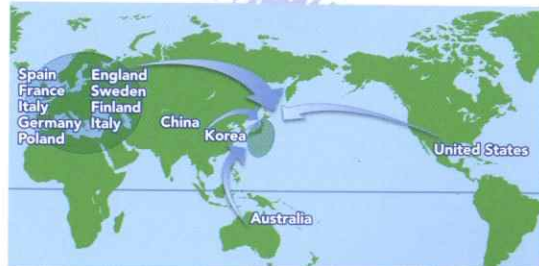 Spain England
France Sweden
Italy Finland
Germany Italy
Poland
China
Korea
United States
Australia